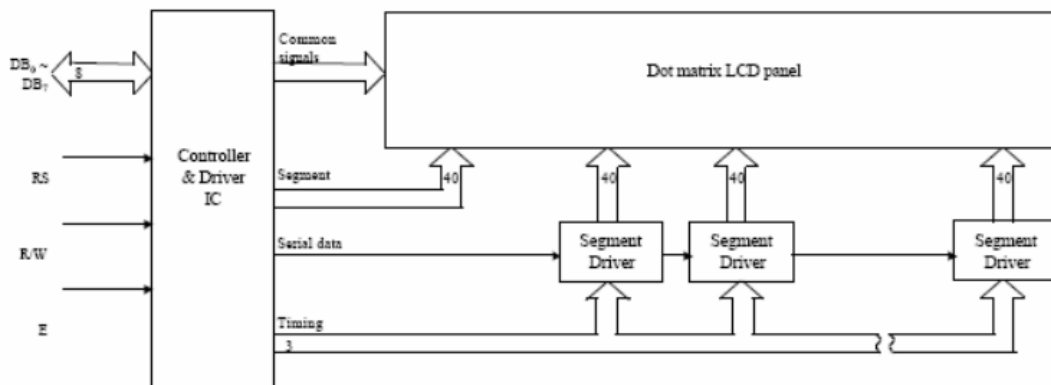 DB₀ ~
DB₇
8
Common
signals
Dot matrix LCD panel
Controller
& Driver
IC
RS
Segment
40
40
40
40
R/W
Serial data
Segment
Driver
Segment
Driver
Segment
Driver
E
Timing
3